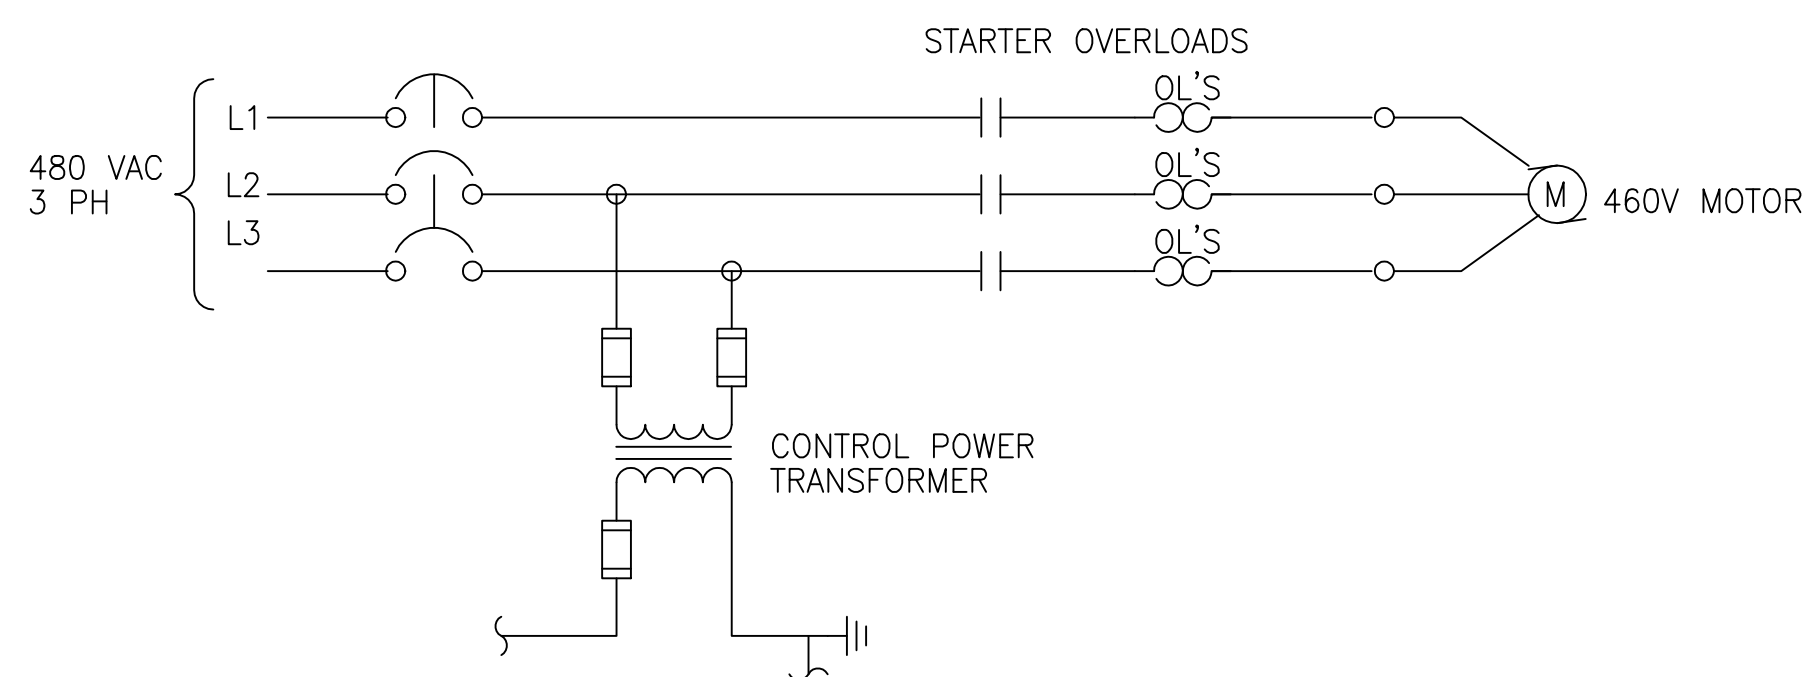 STARTER OVERLOADS
OL'S
L1
480 VAC
3 PH
OL'S
L2
M
460V MOTOR
L3
OL'S
CONTROL POWER
TRANSFORMER